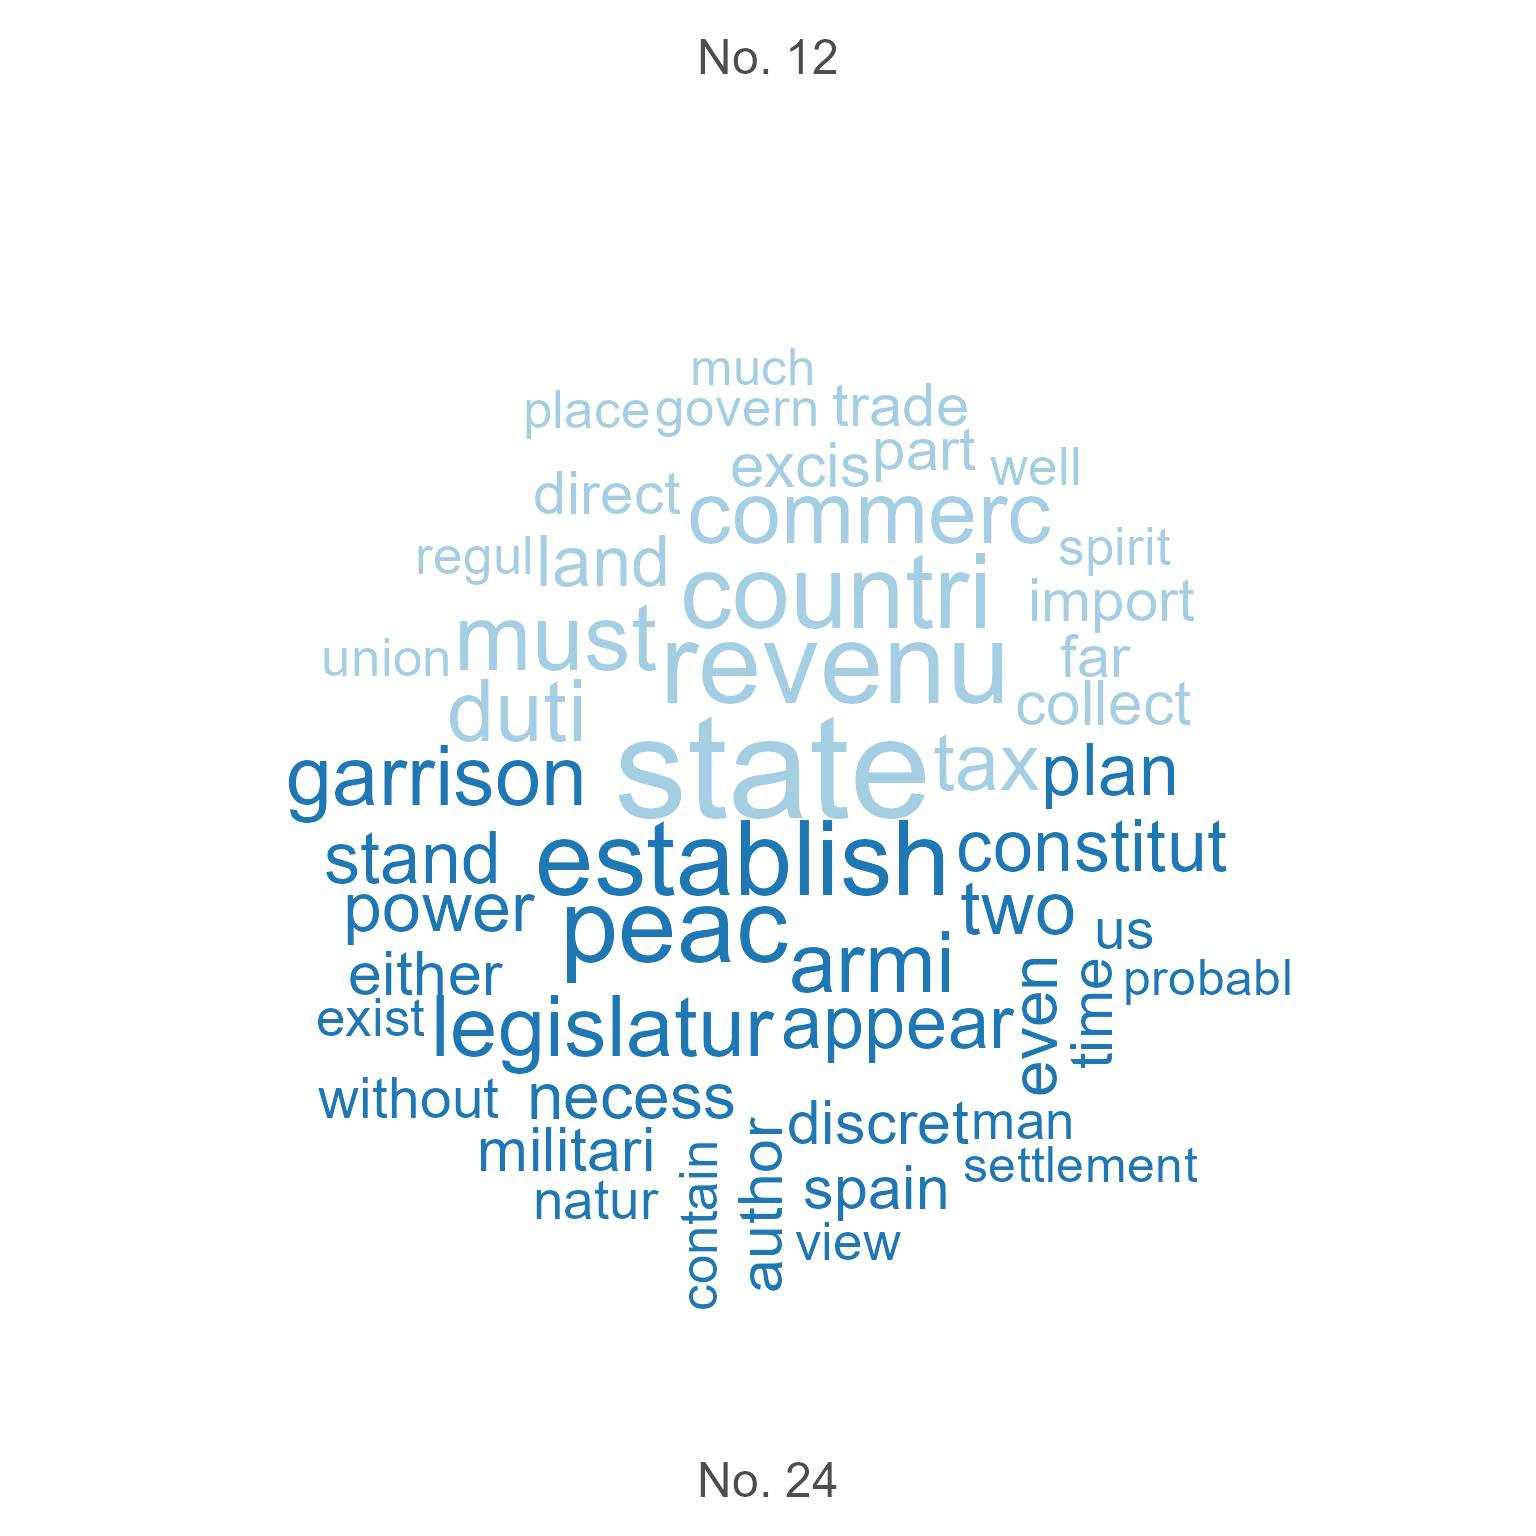 No. 12
much
place govern trade
excis part well
direct commerc
regul land countri spirit
must import
union revenu far
duti collect
garrison state tax plan
stand establish constitut
power peac two us
either armi even time probabl
exist legislatur appear
without necess discret man
militari contain author settlement
natur spain
view
No. 24